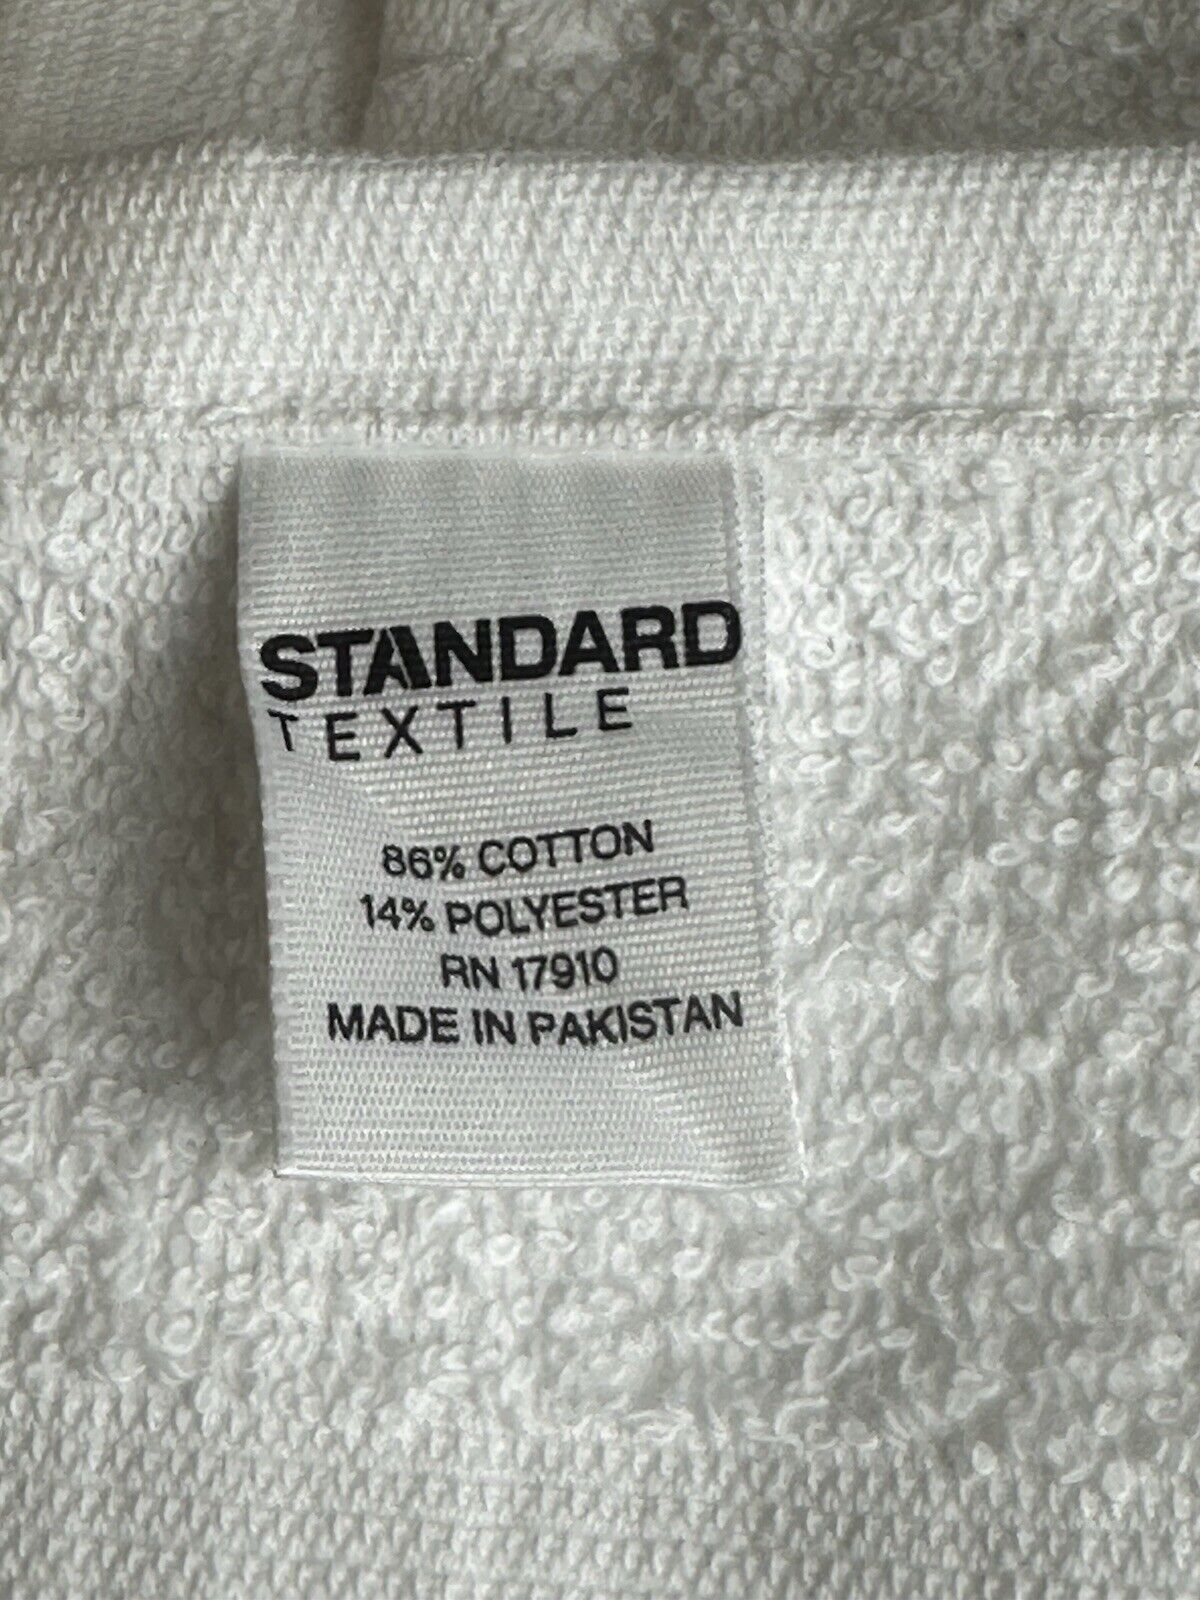 STANDARD
TEXTILE
86% COTTON
14% POLYESTER
RN 17910
MADE IN PAKISTAN